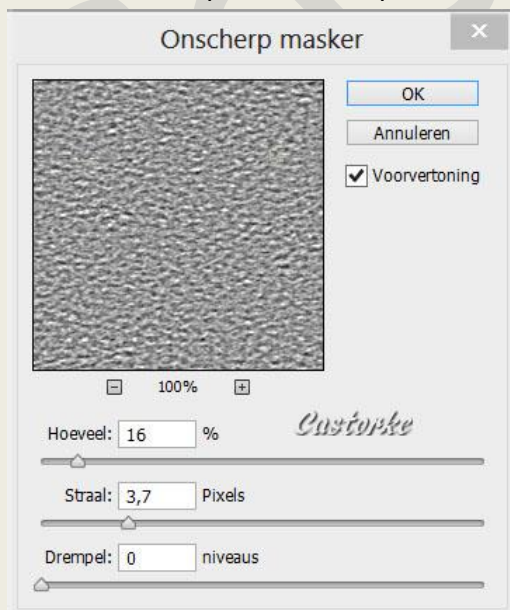 Onscherp masker
OK
Annuleren
Voorvertoning
100%
Castorke
Hoeveel: 16 %
Straal: 3,7 Pixels
Drempel: 0 niveaus